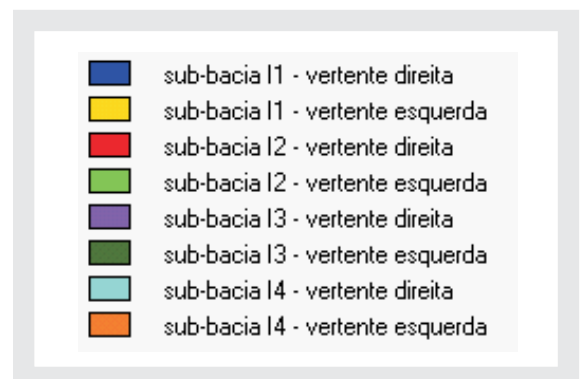 sub-bacia I1 - vertente direita
sub-bacia I1 - vertente esquerda
sub-bacia I2 - vertente direita
sub-bacia I2 - vertente esquerda
sub-bacia I3 - vertente direita
sub-bacia I3 - vertente esquerda
sub-bacia I4 - vertente direita
sub-bacia I4 - vertente esquerda